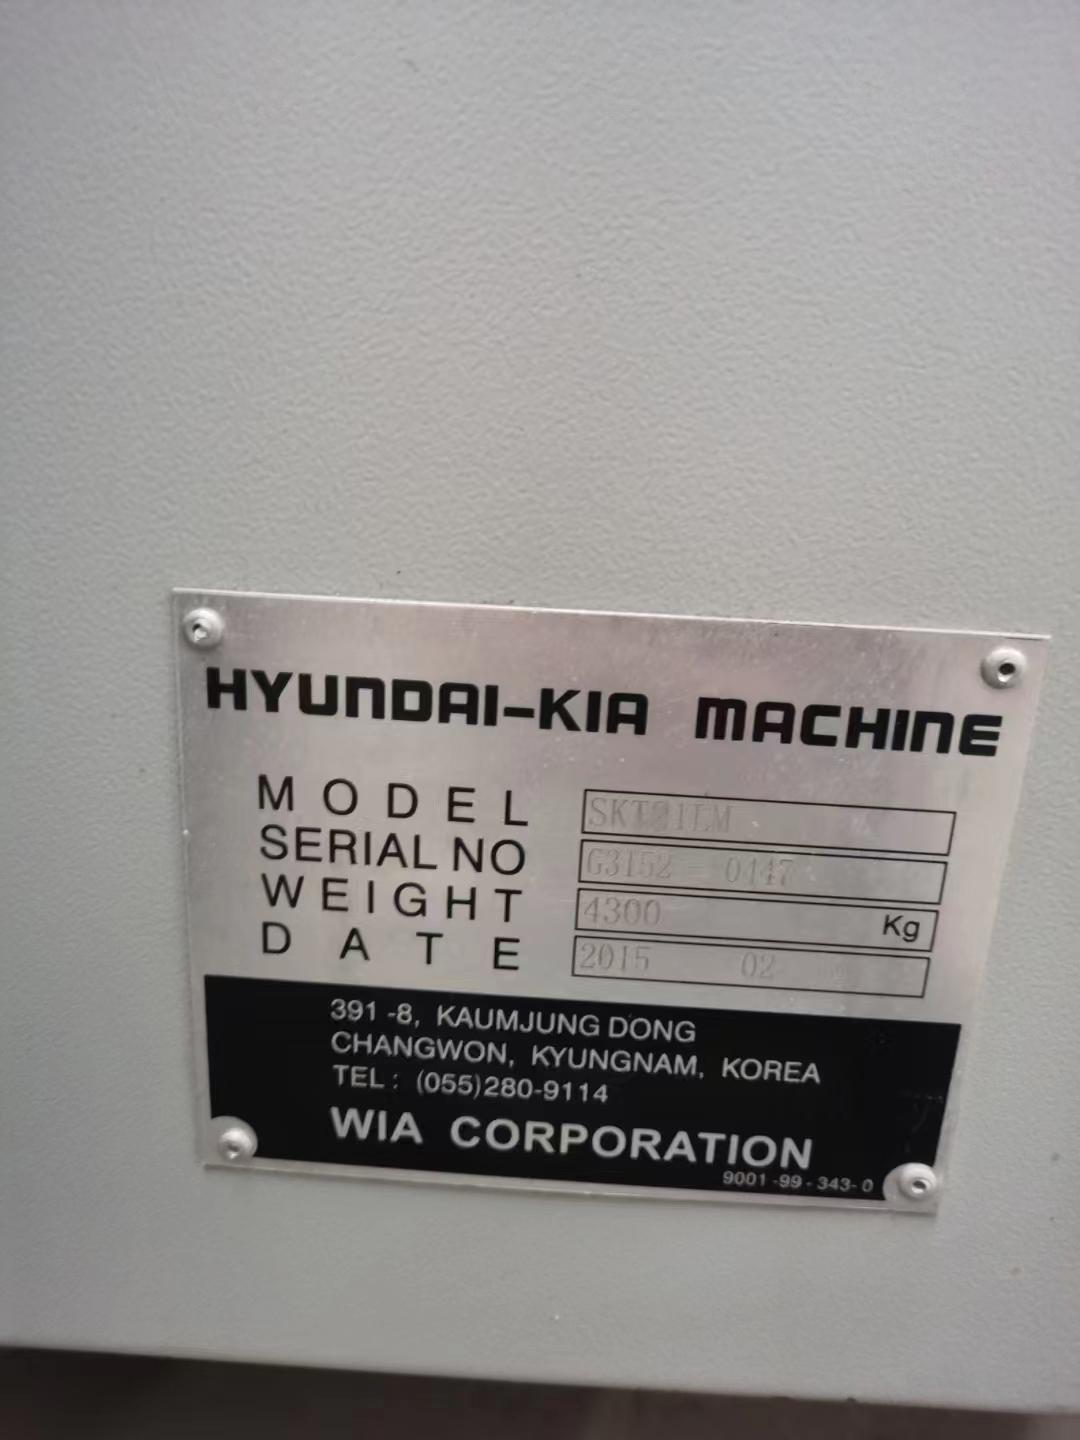 HYUNDAI-KIA MACHINE
MODEL SKT21LM
SERIAL NO G3152 - 0447
WEIGHT 4300 Kg
DATE 2015 02
391 -8, KAUMJUNG DONG
CHANGWON, KYUNGNAM, KOREA
TEL : (055)280-9114
WIA CORPORATION
9001 -99 - 343- 0